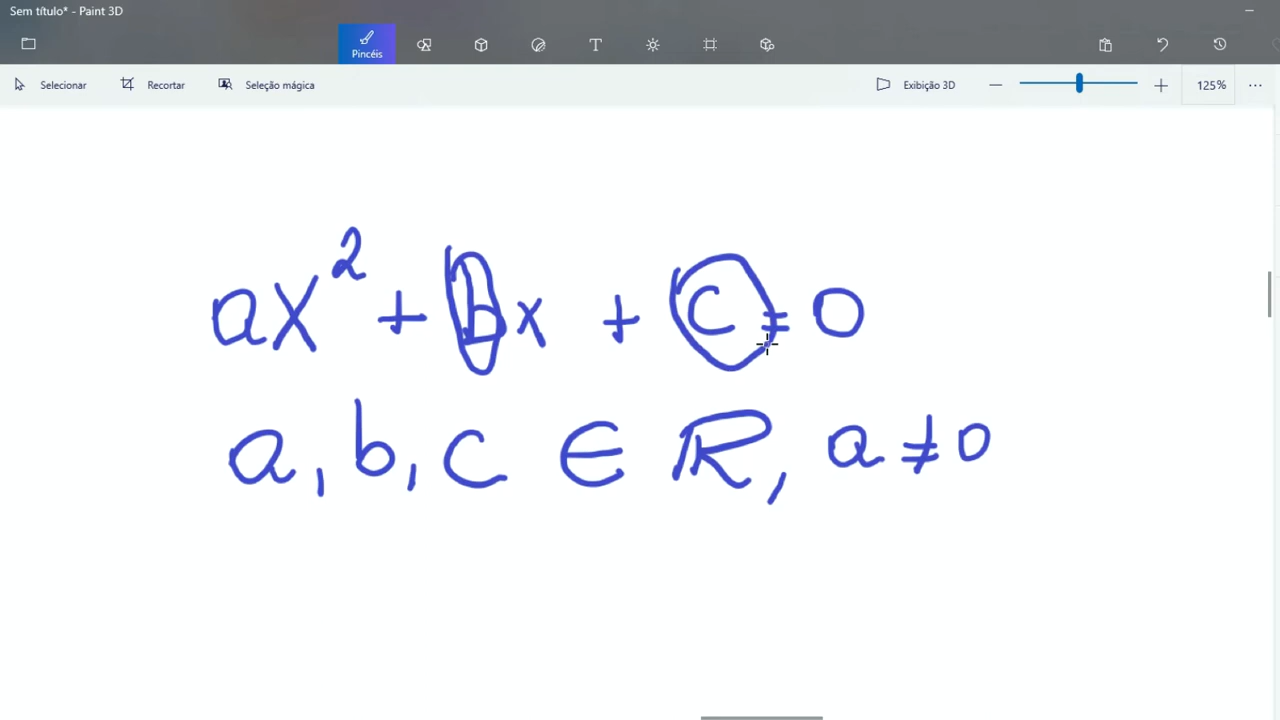 Sem título* - Paint 3D
Pincéis
Selecionar Recortar Seleção mágica Exibição 3D 125%
ax² + bx + c = 0
a, b, c ∈ ℝ, a ≠ 0